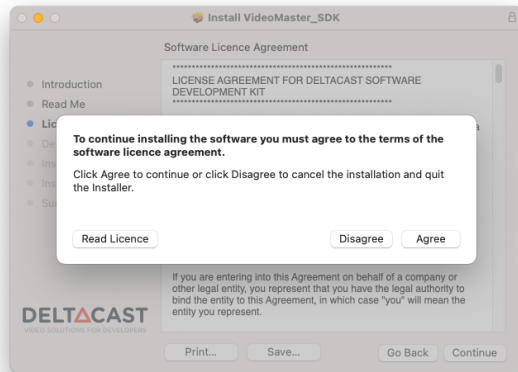 Install VideoMaster_SDK
Software Licence Agreement
****************************************************************
LICENSE AGREEMENT FOR DELTACAST SOFTWARE
DEVELOPMENT KIT
****************************************************************
Introduction
Read Me
Lic
a
To continue installing the software you must agree to the terms of the
software licence agreement.
Click Agree to continue or click Disagree to cancel the installation and quit
the Installer.
De
Ins
Ins
Su
Read Licence
Disagree
Agree
If you are entering into this Agreement on behalf of a company or
other legal entity, you represent that you have the legal authority to
bind the entity to this Agreement, in which case "you" will mean the
entity you represent.
DELTACAST
VIDEO SOLUTIONS FOR DEVELOPERS
Print...
Save...
Go Back
Continue